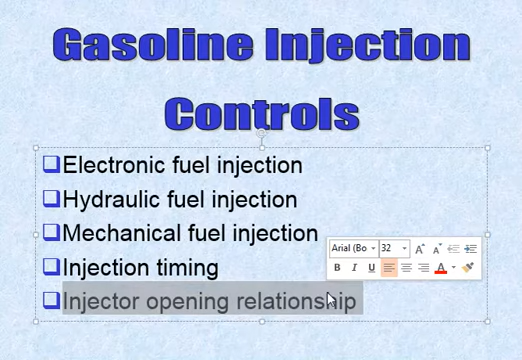 Gasoline Injection
Controls
❑Electronic fuel injection
❑Hydraulic fuel injection
❑Mechanical fuel injection
Arial (Bo 32 A A
❑Injection timing
B I U A
❑Injector opening relationship